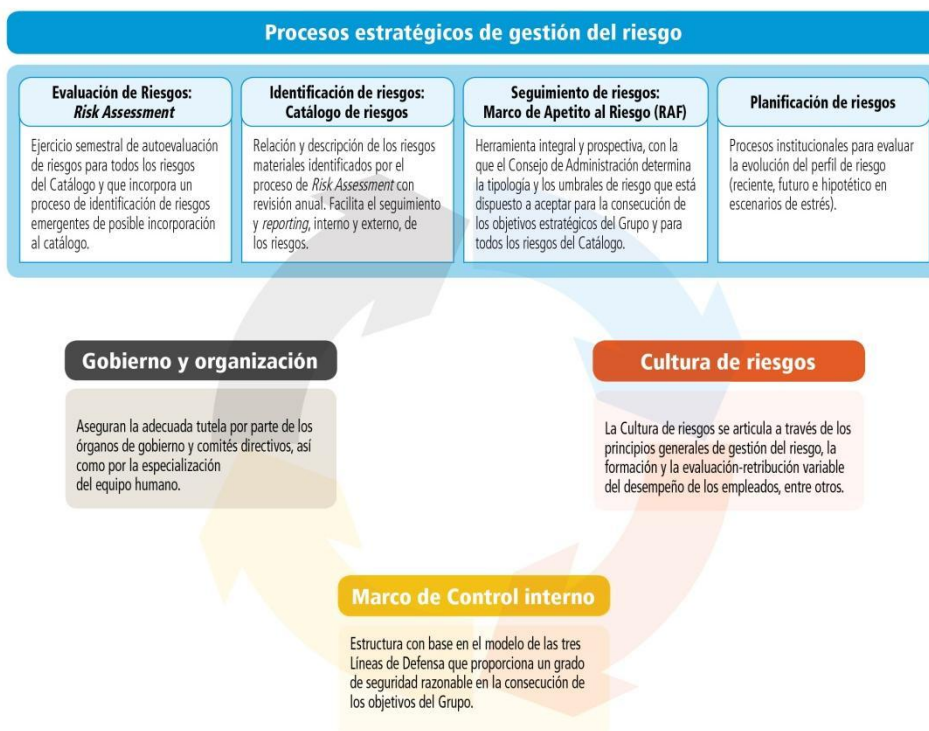 Procesos estratégicos de gestión del riesgo
Evaluación de Riesgos:
Risk Assessment
Ejercicio semestral de autoevaluación
de riesgos para todos los riesgos
del Catálogo y que incorpora un
proceso de identificación de riesgos
emergentes de posible incorporación
al catálogo.
Identificación de riesgos:
Catálogo de riesgos
Relación y descripción de los riesgos
materiales identificados por el
proceso de Risk Assessment con
revisión anual. Facilita el seguimiento
y reporting, interno y externo, de
los riesgos.
Seguimiento de riesgos:
Marco de Apetito al Riesgo (RAF)
Herramienta integral y prospectiva, con
la que el Consejo de Administración determina
la tipología y los umbrales de riesgo que está
dispuesto a aceptar para la consecución de
los objetivos estratégicos del Grupo y para
todos los riesgos del Catálogo.
Planificación de riesgos
Procesos institucionales para evaluar
la evolución del perfil de riesgo
(reciente, futuro e hipotético en
escenarios de estrés).
Gobierno y organización
Aseguran la adecuada tutela por parte de los
órganos de gobierno y comités directivos, así
como por la especialización
del equipo humano.
Cultura de riesgos
La Cultura de riesgos se articula a través de los
principios generales de gestión del riesgo, la
formación y la evaluación-retribución variable
del desempeño de los empleados, entre otros.
Marco de Control interno
Estructura con base en el modelo de las tres
Líneas de Defensa que proporciona un grado
de seguridad razonable en la consecución de
los objetivos del Grupo.